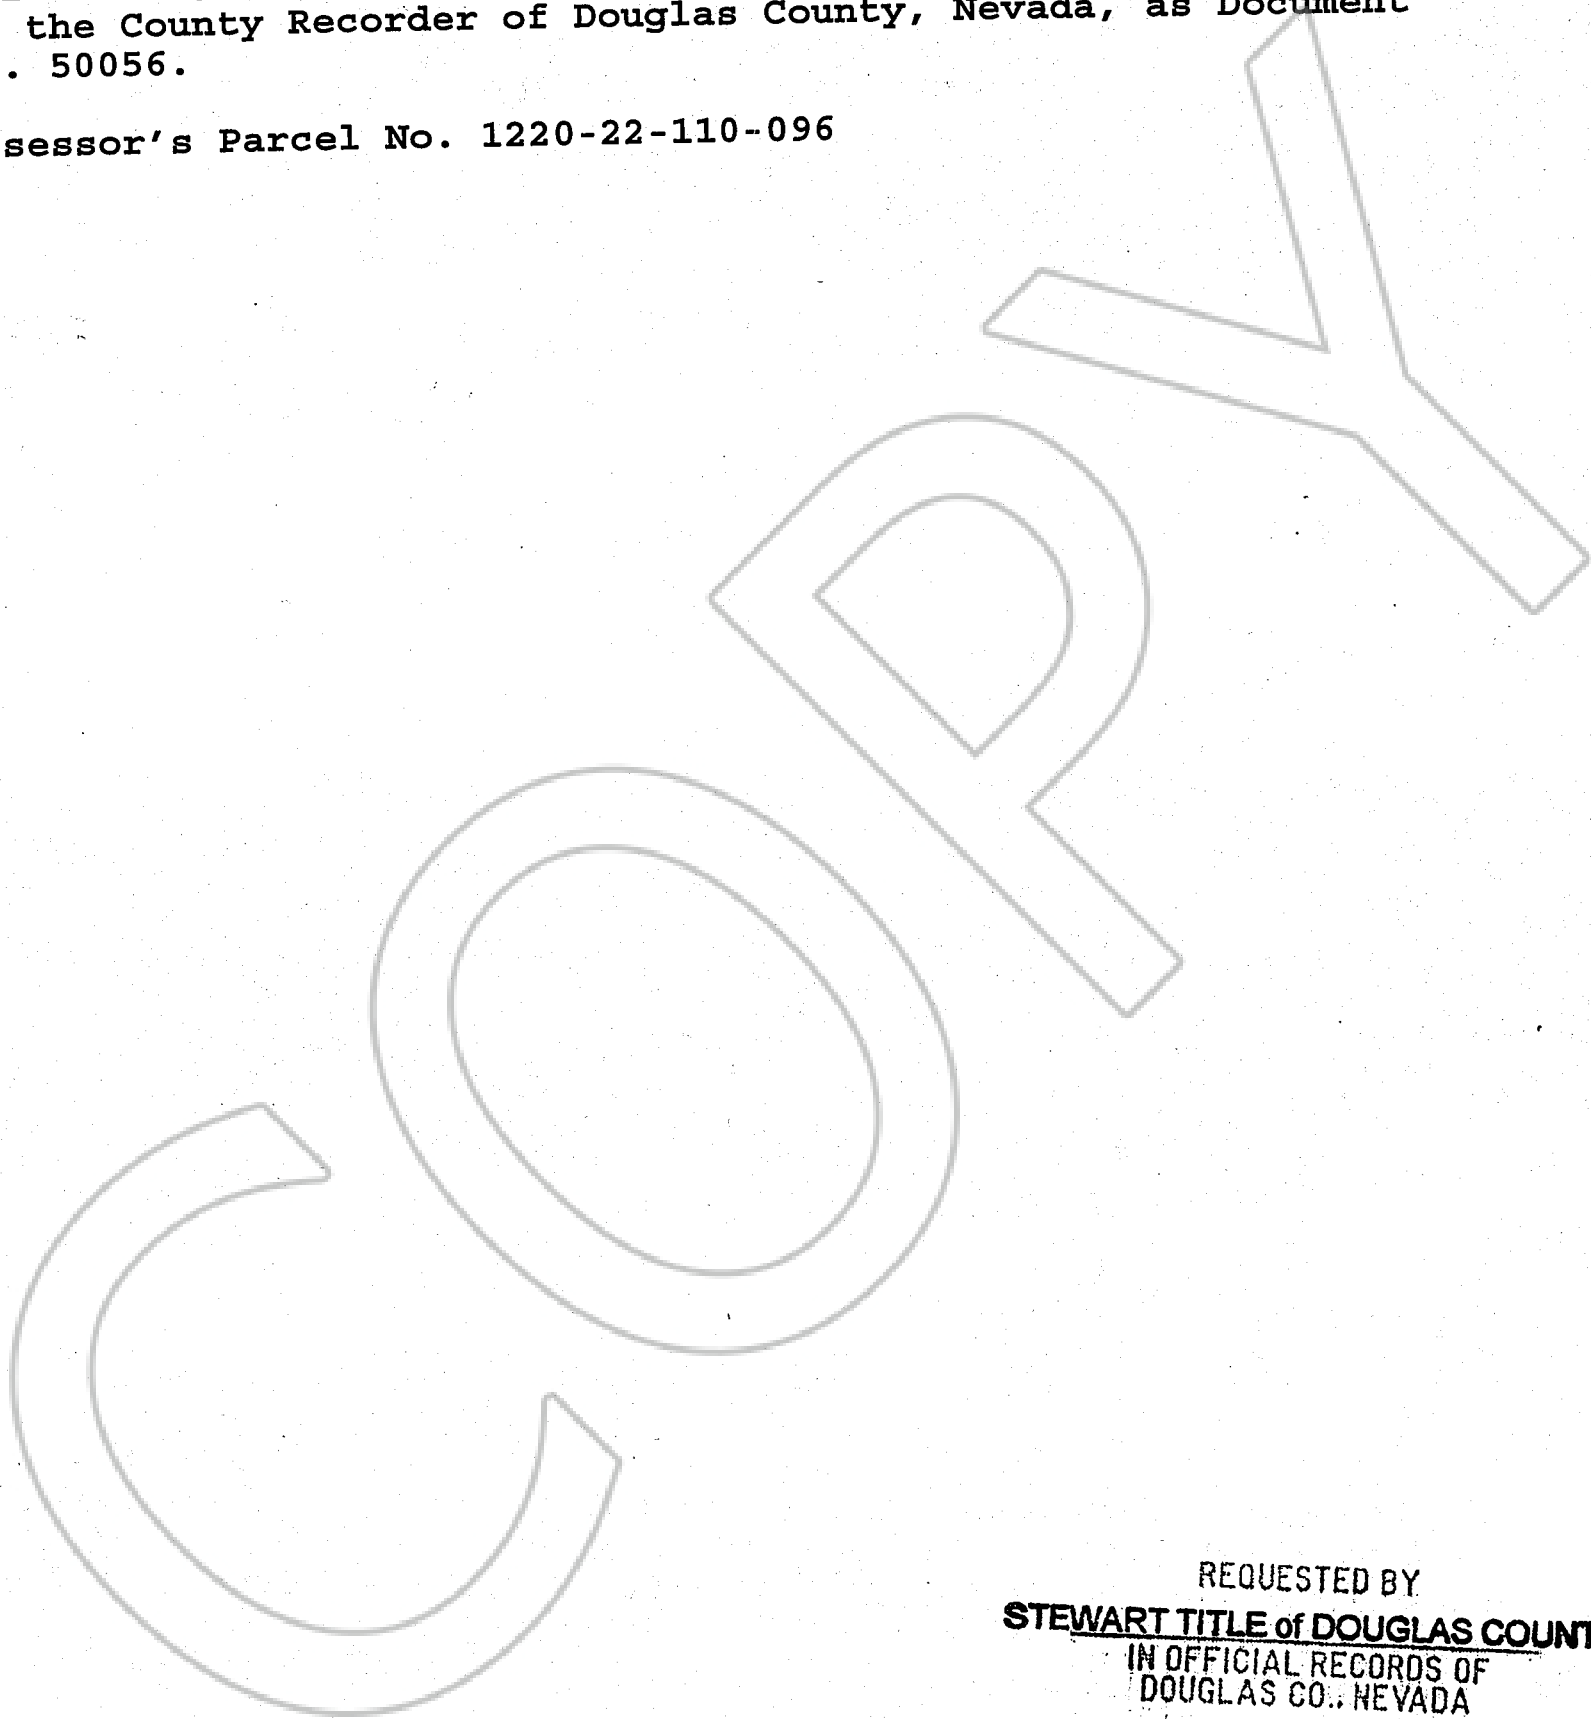 the County Recorder of Douglas County, Nevada, as Document
. 50056.
sessor's Parcel No. 1220-22-110-096
COPY
REQUESTED BY
STEWART TITLE of DOUGLAS COUNT
IN OFFICIAL RECORDS OF
DOUGLAS CO., NEVADA